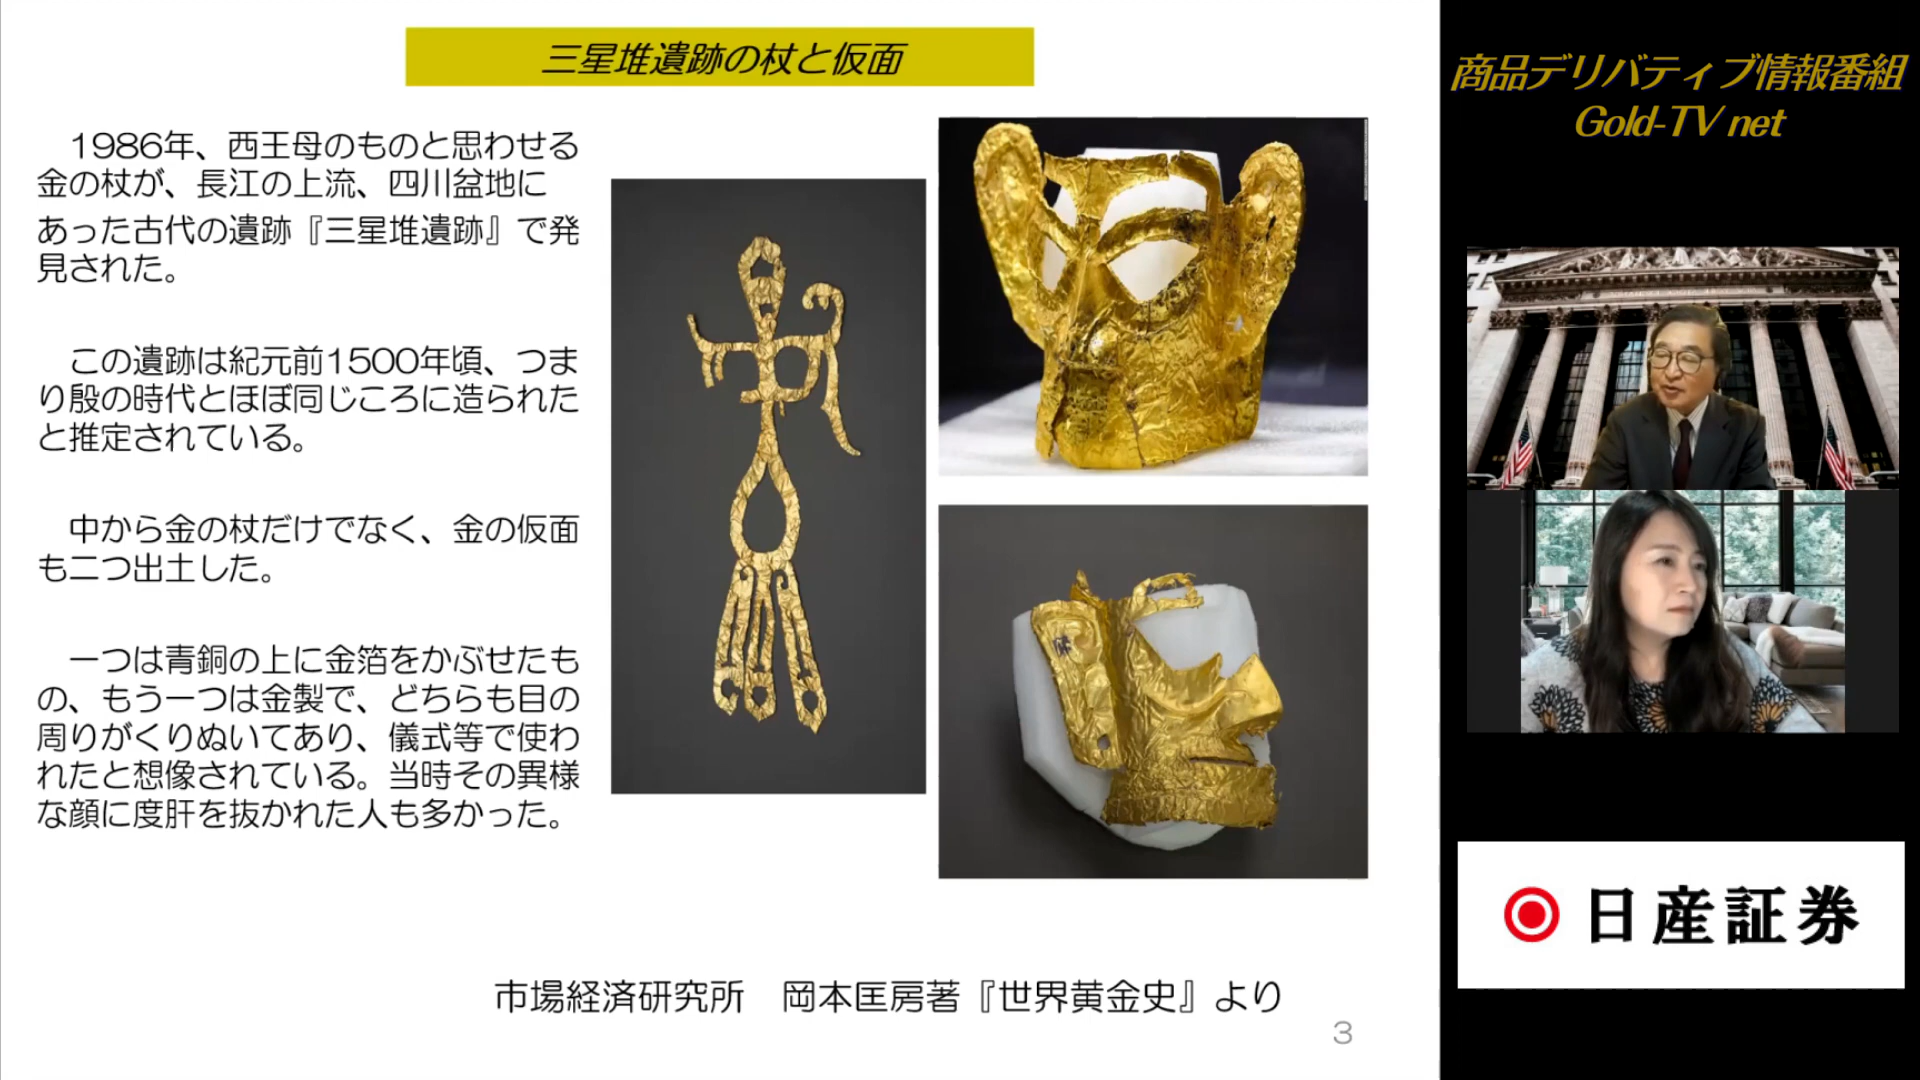 三星堆遺跡の杖と仮面
1986年、西王母のものと思わせる
金の杖が、長江の上流、四川盆地に
あった古代の遺跡『三星堆遺跡』で発
見された。
この遺跡は紀元前1500年頃、つま
り殷の時代とほぼ同じころに造られた
と推定されている。
中から金の杖だけでなく、金の仮面
も二つ出土した。
一つは青銅の上に金箔をかぶせたも
の、もう一つは金製で、どちらも目の
周りがくりぬいてあり、儀式等で使わ
れたと想像されている。当時その異様
な顔に度肝を抜かれた人も多かった。
市場経済研究所　岡本匡房著『世界黄金史』より
3
商品デリバティブ情報番組
Gold-TV net
日産証券